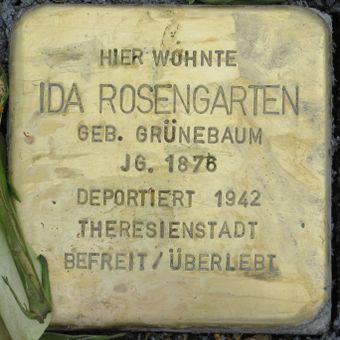 HIER WOHNTE
IDA ROSENGARTEN
GEB. GRÜNEBAUM
JG. 1876
DEPORTIERT 1942
THERESIENSTADT
BEFREIT/ÜBERLEBT